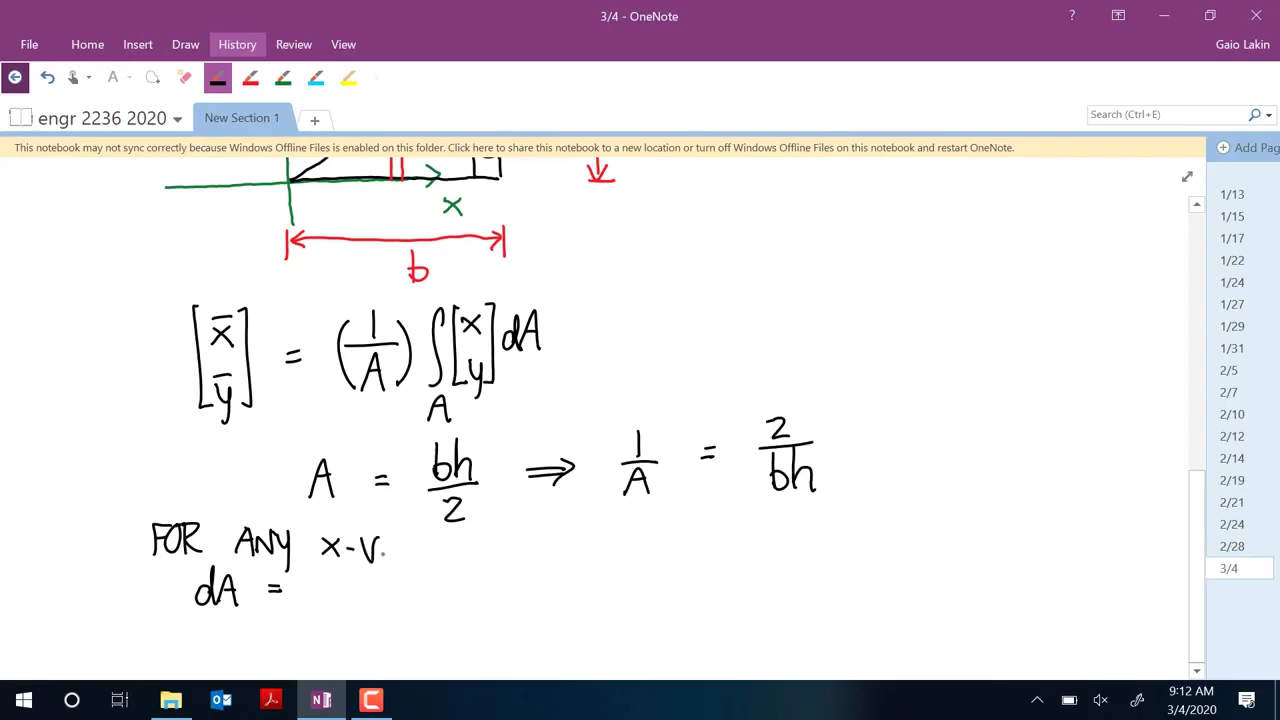 3/4 - OneNote
?
File Home Insert Draw History Review View Gaio Lakin
A
engr 2236 2020 New Section 1 + Search (Ctrl+E)
This notebook may not sync correctly because Windows Offline Files is enabled on this folder. Click here to share this notebook to a new location or turn off Windows Offline Files on this notebook and restart OneNote.
Add Pag
1/13
1/15
1/17
1/22
1/24
1/27
1/29
1/31
2/5
2/7
2/10
2/12
2/14
2/19
2/21
2/24
2/28
3/4
x
b
[x̄ ȳ] = (1/A) ∫A [x y] dA
A = bh/2 ⇒ 1/A = 2/bh
FOR ANY x-V
dA =
9:12 AM
3/4/2020